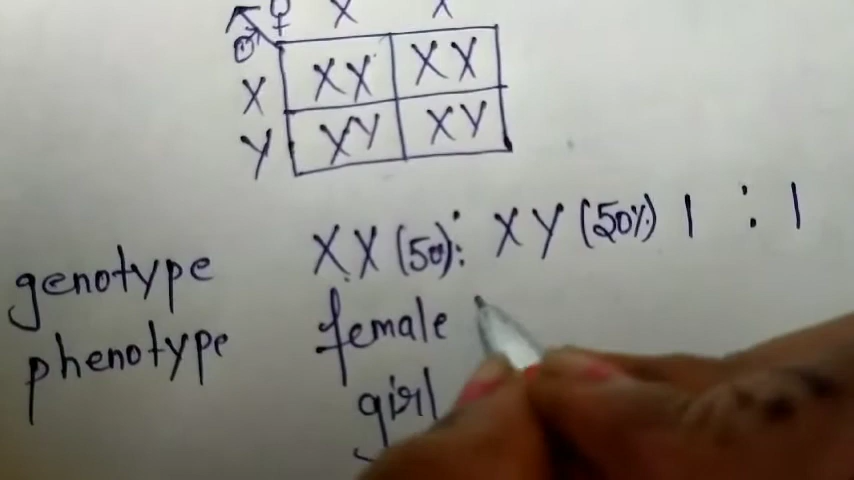 ♀ X X
♂
X XX XX
Y XY XY
genotype XX (50): XY (50%) 1 : 1
phenotype female
girl